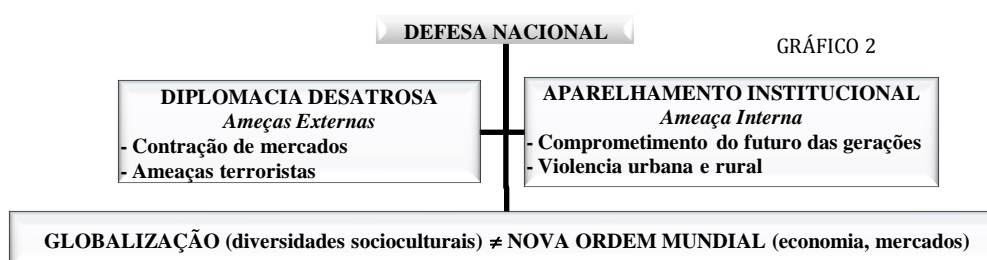 DEFESA NACIONAL
GRÁFICO 2
DIPLOMACIA DESATROSA
Ameças Externas
- Contração de mercados
- Ameaças terroristas
APARELHAMENTO INSTITUCIONAL
Ameaça Interna
- Comprometimento do futuro das gerações
- Violencia urbana e rural
GLOBALIZAÇÃO (diversidades socioculturais) ≠ NOVA ORDEM MUNDIAL (economia, mercados)